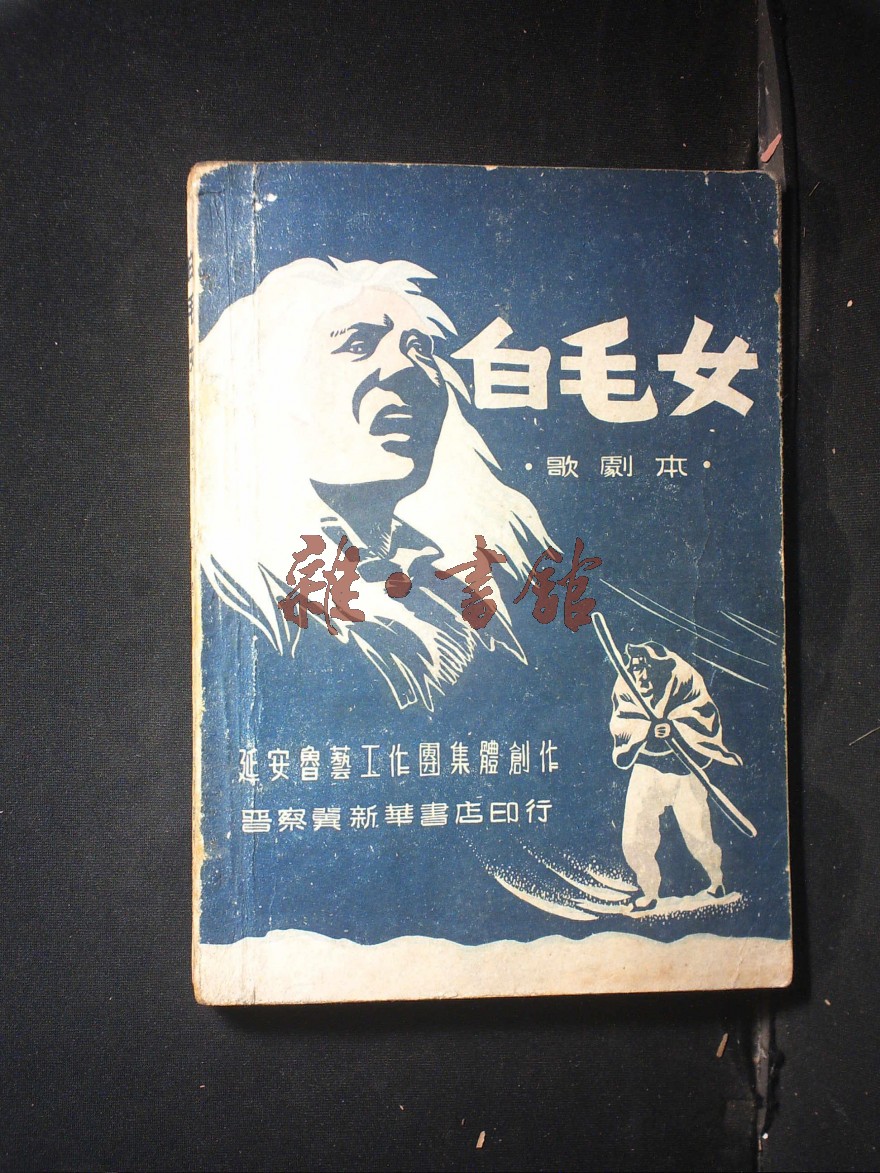 白毛女
·歌劇本·
雜·書館
延安魯藝工作團集體創作
晋察冀新華書店印行